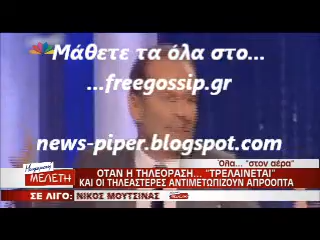 Μάθετε τα όλα στο...
...freegossip.gr
news-piper.blogspot.com
Όλα... "στον αέρα"
Μεσημεριανή
ΜΕΛΕΤΗ
ΟΤΑΝ Η ΤΗΛΕΟΡΑΣΗ... "ΤΡΕΛΑΙΝΕΤΑΙ"
ΚΑΙ ΟΙ ΤΗΛΕΑΣΤΕΡΕΣ ΑΝΤΙΜΕΤΩΠΙΖΟΥΝ ΑΠΡΟΟΠΤΑ
ΣΕ ΛΙΓΟ: ΝΙΚΟΣ ΜΟΥΤΣΙΝΑΣ